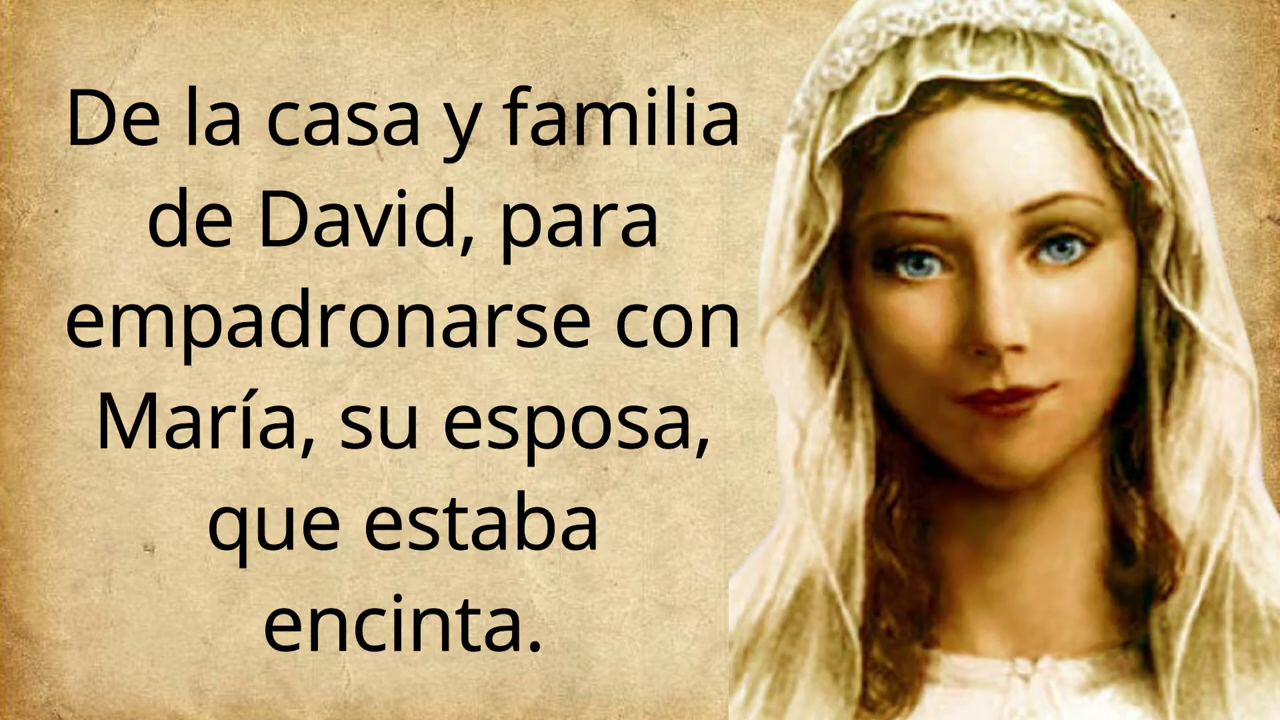 De la casa y familia
de David, para
empadronarse con
María, su esposa,
que estaba
encinta.